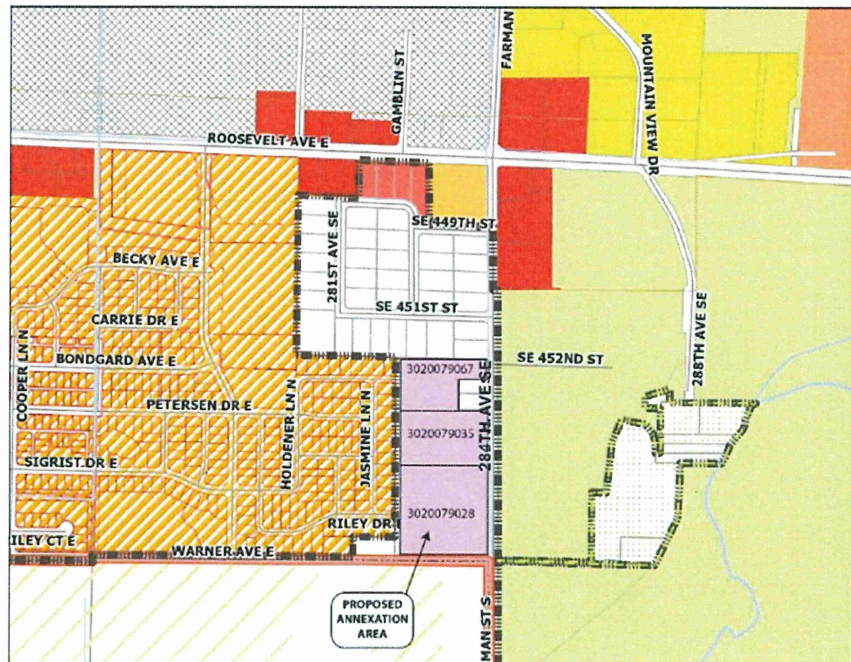 GAMBLIN ST
FARMAN
MOUNTAIN VIEW DR
ROOSEVELT AVE E
SE 449TH ST
281ST AVE SE
BECKY AVE E
SE 451ST ST
CARRIE DR E
BONDGARD AVE E
SE 452ND ST
288TH AVE SE
COOPER LN N
3020079067
284TH AVE SE
PETERSEN DR E
HOLDENER LN N
JASMINE LN N
3020079035
SIGRIST DR E
3020079028
RILEY DR
ILEY CT E
WARNER AVE E
PROPOSED
ANNEXATION
AREA
MAN ST S